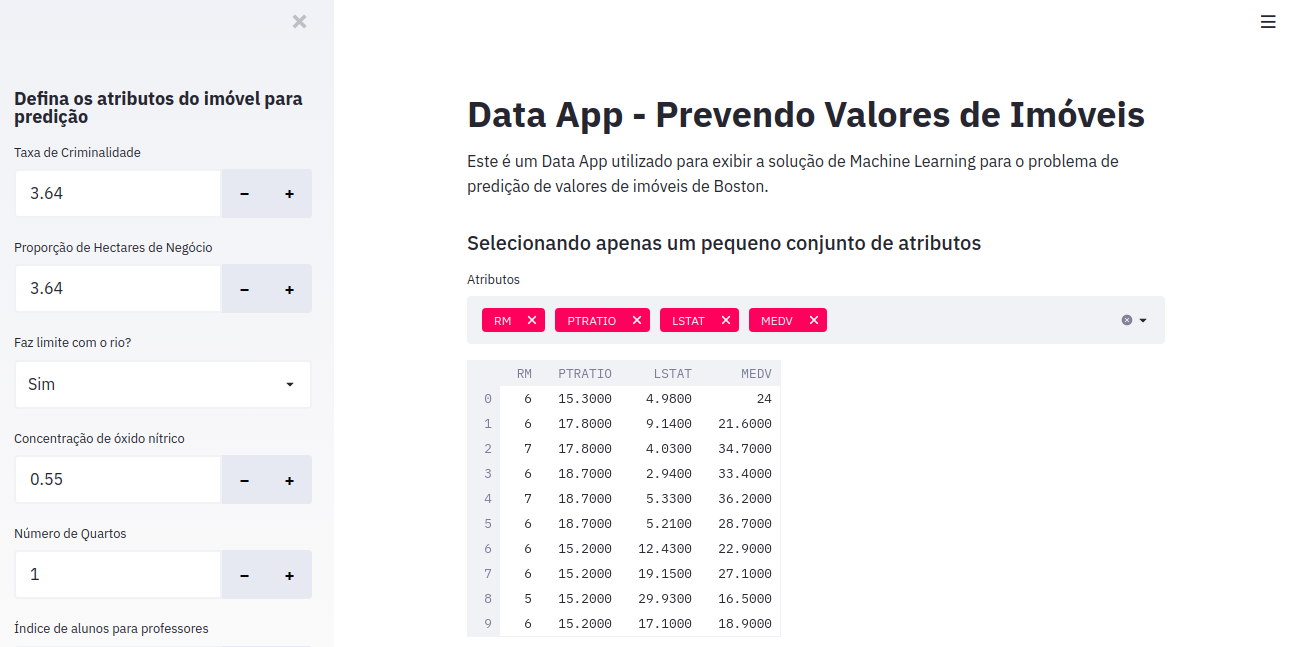 Defina os atributos do imóvel para
predição
Taxa de Criminalidade
3.64
Proporção de Hectares de Negócio
3.64
Faz limite com o rio?
Sim
Concentração de óxido nítrico
0.55
Número de Quartos
1
Índice de alunos para professores
Data App - Prevendo Valores de Imóveis
Este é um Data App utilizado para exibir a solução de Machine Learning para o problema de
predição de valores de imóveis de Boston.
Selecionando apenas um pequeno conjunto de atributos
Atributos
RM PTRATIO LSTAT MEDV
RM PTRATIO LSTAT MEDV
0 6 15.3000 4.9800 24
1 6 17.8000 9.1400 21.6000
2 7 17.8000 4.0300 34.7000
3 6 18.7000 2.9400 33.4000
4 7 18.7000 5.3300 36.2000
5 6 18.7000 5.2100 28.7000
6 6 15.2000 12.4300 22.9000
7 6 15.2000 19.1500 27.1000
8 5 15.2000 29.9300 16.5000
9 6 15.2000 17.1000 18.9000